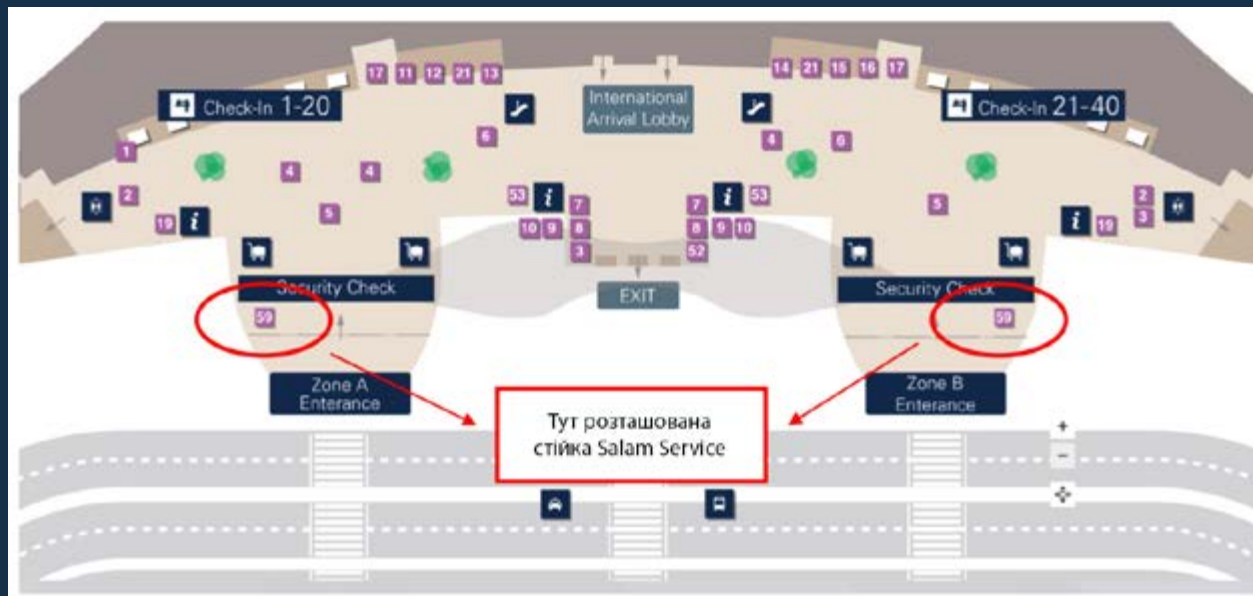 17 11 12 21 13
14 21 15 16 17
Check-In 1-20
International
Arrival Lobby
Check-In 21-40
1
6
4
6
4
4
2
5
53
7
7
53
5
2
19
10 9 8
8 9 10
19
3
3
52
Security Check
EXIT
Security Check
59
59
Zone A
Enterance
Zone B
Enterance
Тут розташована
стійка Salam Service
+
−